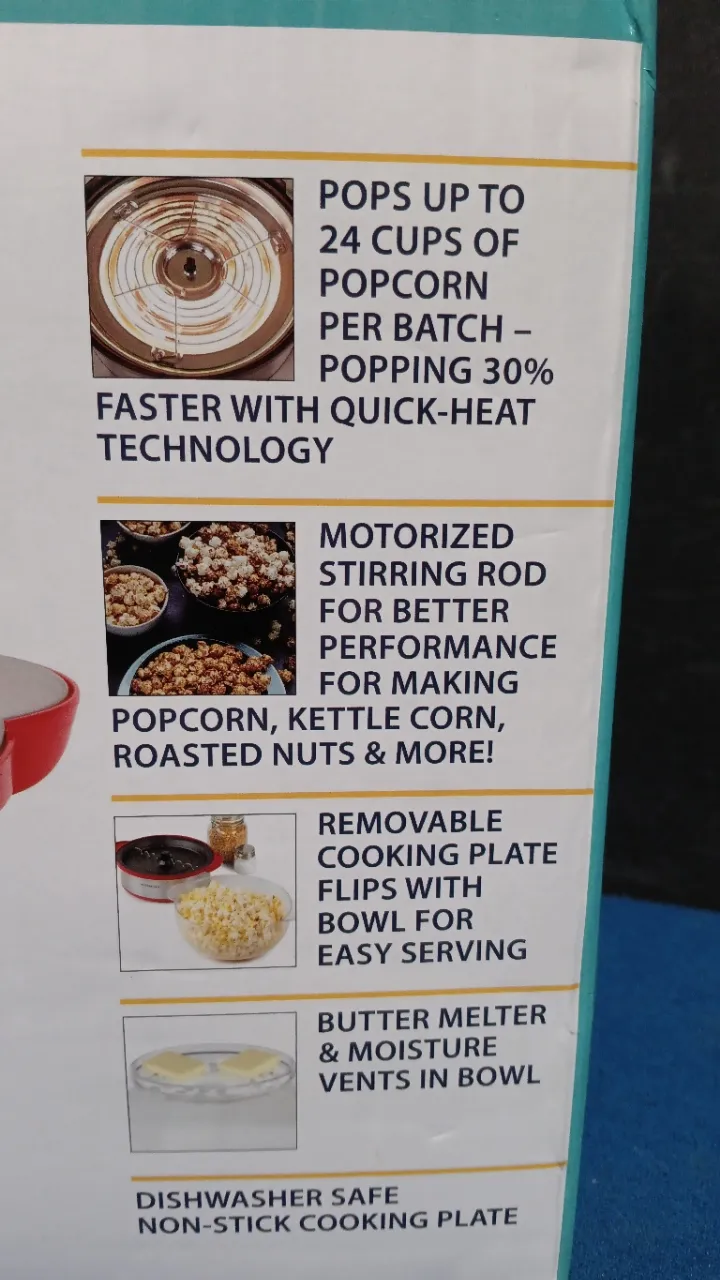 POPS UP TO
24 CUPS OF
POPCORN
PER BATCH –
POPPING 30%
FASTER WITH QUICK-HEAT
TECHNOLOGY
MOTORIZED
STIRRING ROD
FOR BETTER
PERFORMANCE
FOR MAKING
POPCORN, KETTLE CORN,
ROASTED NUTS & MORE!
REMOVABLE
COOKING PLATE
FLIPS WITH
BOWL FOR
EASY SERVING
BUTTER MELTER
& MOISTURE
VENTS IN BOWL
DISHWASHER SAFE
NON-STICK COOKING PLATE